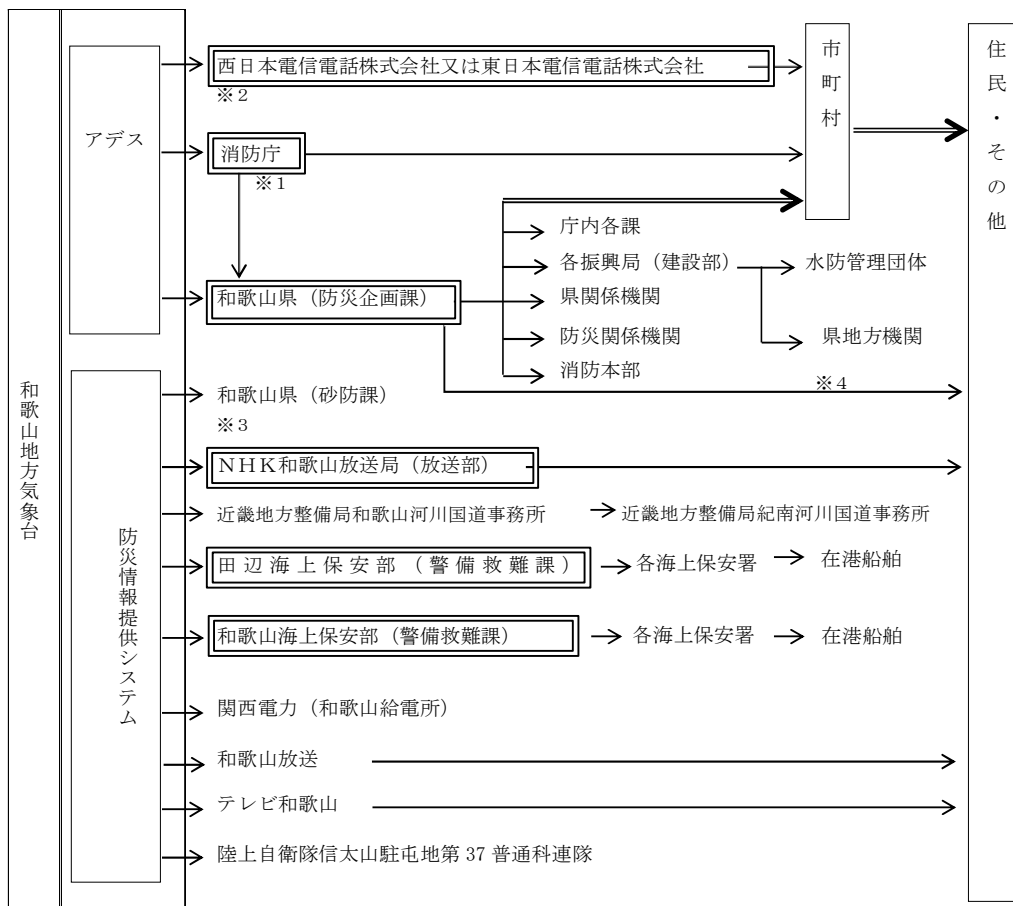 和歌山地方気象台
アデス
防災情報提供システム
西日本電信電話株式会社又は東日本電信電話株式会社
※2
消防庁
※1
和歌山県(防災企画課)
庁内各課
各振興局(建設部)
水防管理団体
県関係機関
防災関係機関
県地方機関
消防本部
※4
和歌山県(砂防課)
※3
NHK和歌山放送局(放送部)
近畿地方整備局和歌山河川国道事務所
近畿地方整備局紀南河川国道事務所
田辺海上保安部(警備救難課)
各海上保安署
在港船舶
和歌山海上保安部(警備救難課)
各海上保安署
在港船舶
関西電力(和歌山給電所)
和歌山放送
テレビ和歌山
陸上自衛隊信太山駐屯地第 37 普通科連隊
市町村
住民・その他